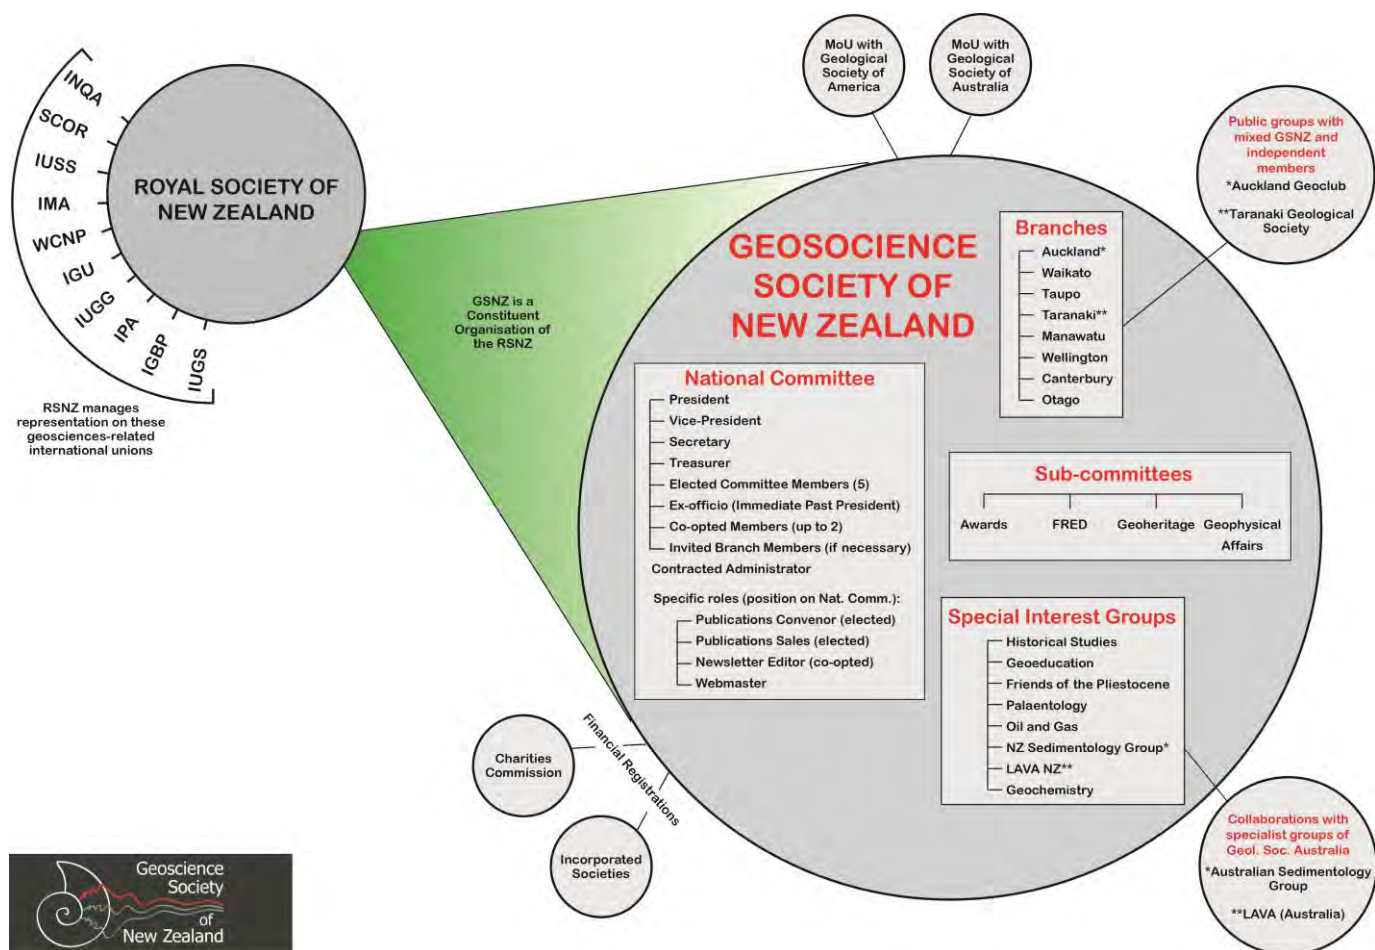 INQA
SCOR
IUSS
IMA
WCNP
IGU
IUGG
IPA
IGBP
IUGS
ROYAL SOCIETY OF
NEW ZEALAND
RSNZ manages
representation on these
geosciences-related
international unions
GSNZ is a
Constituent
Organisation of
the RSNZ
MoU with
Geological
Society of
America
MoU with
Geological
Society of
Australia
Public groups with
mixed GSNZ and
independent
members
*Auckland Geoclub
**Taranaki Geological
Society
GEOSOCIENCE
SOCIETY OF
NEW ZEALAND
Branches
Auckland*
Waikato
Taupo
Taranaki**
Manawatu
Wellington
Canterbury
Otago
National Committee
President
Vice-President
Secretary
Treasurer
Elected Committee Members (5)
Ex-officio (Immediate Past President)
Co-opted Members (up to 2)
Invited Branch Members (if necessary)
Contracted Administrator
Specific roles (position on Nat. Comm.):
Publications Convenor (elected)
Publications Sales (elected)
Newsletter Editor (co-opted)
Webmaster
Sub-committees
Awards
FRED
Geoheritage
Geophysical
Affairs
Special Interest Groups
Historical Studies
Geoeducation
Friends of the Pliestocene
Palaentology
Oil and Gas
NZ Sedimentology Group*
LAVA NZ**
Geochemistry
Collaborations with
specialist groups of
Geol. Soc. Australia
*Australian Sedimentology
Group
**LAVA (Australia)
Financial Registrations
Charities
Commission
Incorporated
Societies
Geoscience
Society
of
New Zealand